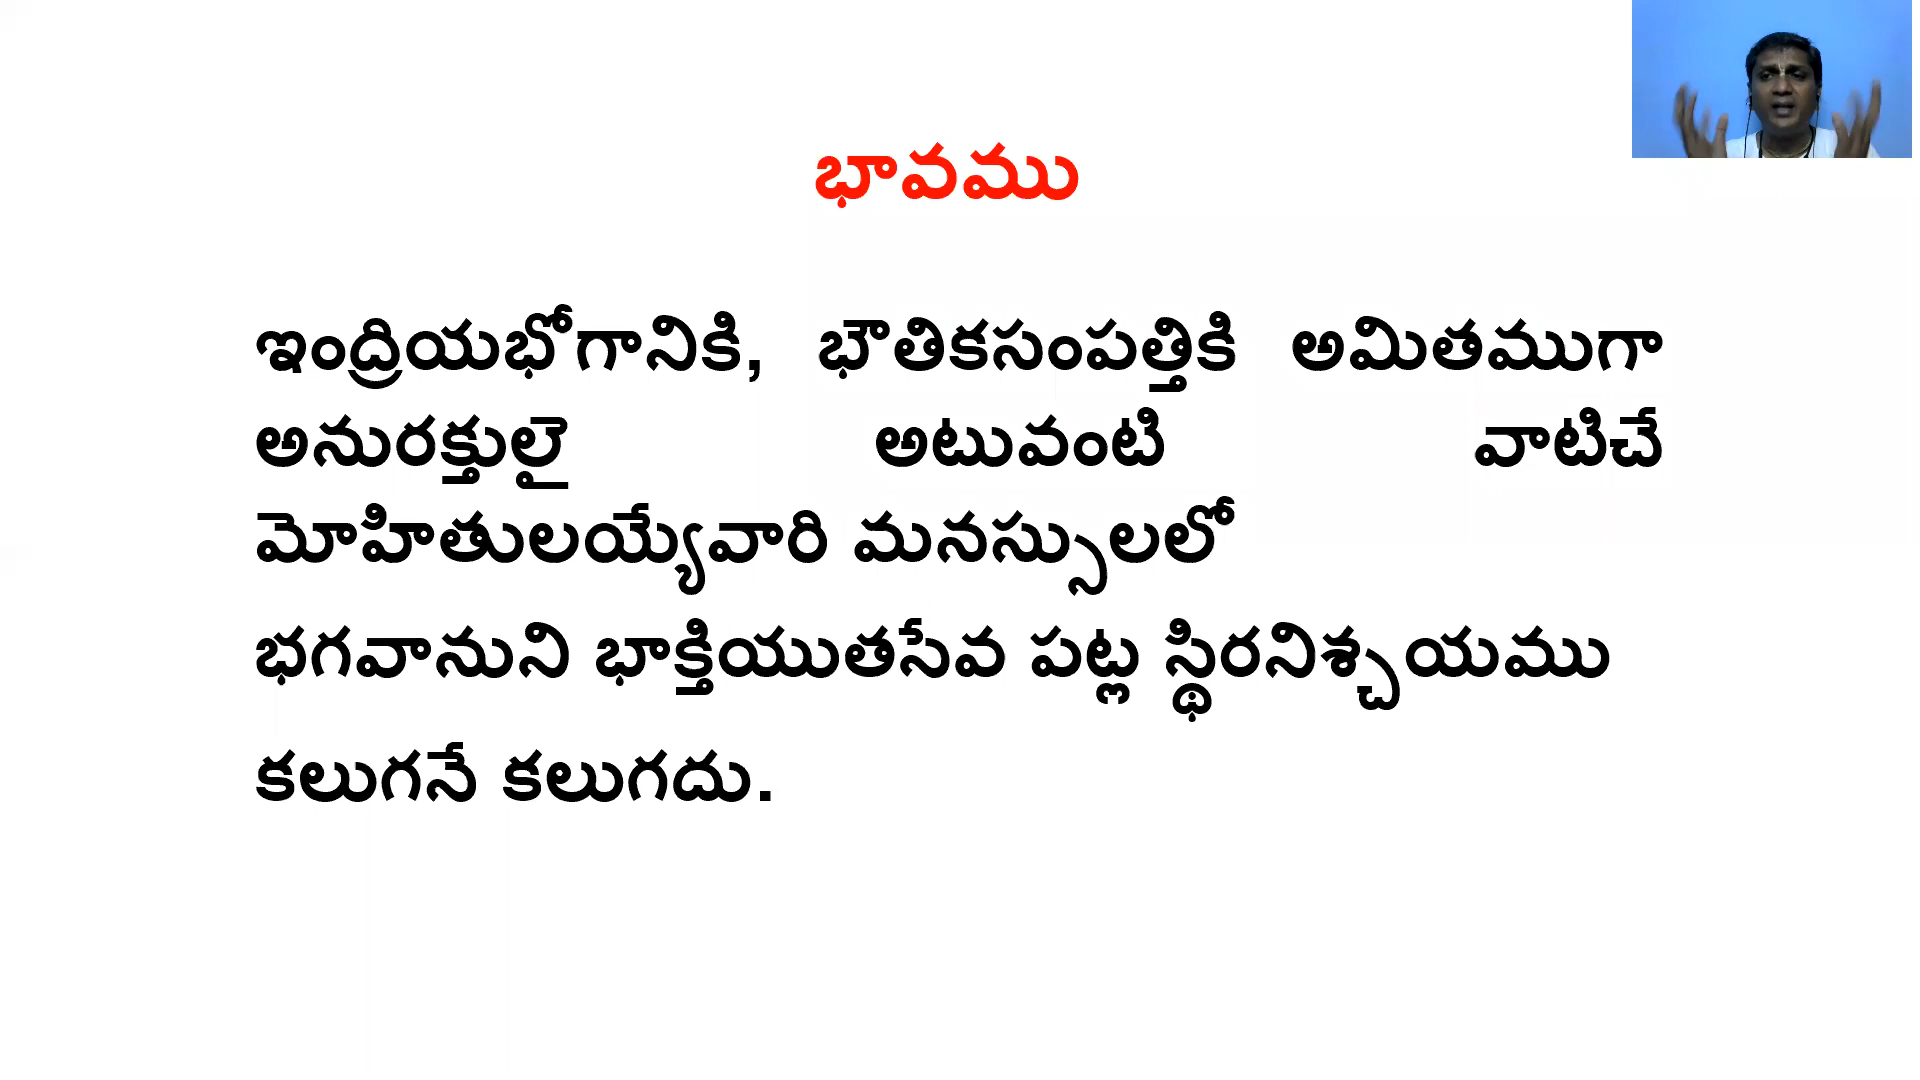 భావము
ఇంద్రియభోగానికి, భౌతికసంపత్తికి అమితముగా
అనురక్తులై అటువంటి వాటిచే
మోహితులయ్యేవారి మనస్సులలో
భగవానుని భాక్తియుతసేవ పట్ల స్థిరనిశ్చయము
కలుగనే కలుగదు.